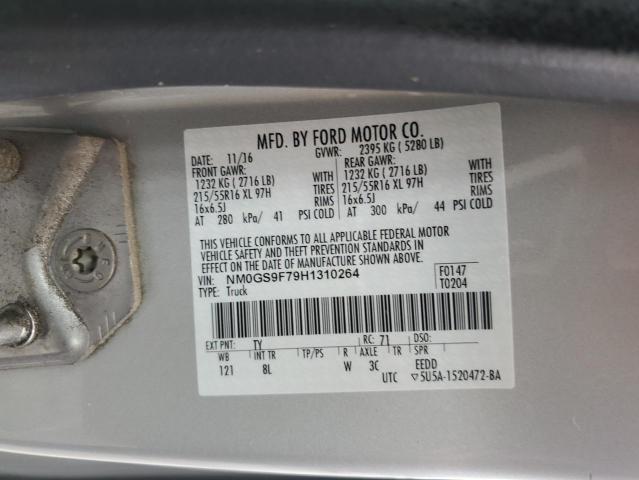 MFD. BY FORD MOTOR CO.
DATE: 11/16 GVWR: 2395 KG ( 5280 LB)
FRONT GAWR: REAR GAWR:
1232 KG ( 2716 LB) WITH 1232 KG ( 2716 LB) WITH
215/55R16 XL 97H TIRES 215/55R16 XL 97H TIRES
16x6.5J RIMS 16x6.5J RIMS
AT 280 kPa/ 41 PSI COLD AT 300 kPa/ 44 PSI COLD
THIS VEHICLE CONFORMS TO ALL APPLICABLE FEDERAL MOTOR
VEHICLE SAFETY AND THEFT PREVENTION STANDARDS IN
EFFECT ON THE DATE OF MANUFACTURE SHOWN ABOVE.
VIN: NM0GS9F79H1310264 F0147
TYPE: Truck T0204
EXT PNT: TY RC: 71 DSO:
WB INT TR TP/PS R AXLE TR SPR
121 8L W 3C EEDD
UTC ▽5U5A-1520472-BA